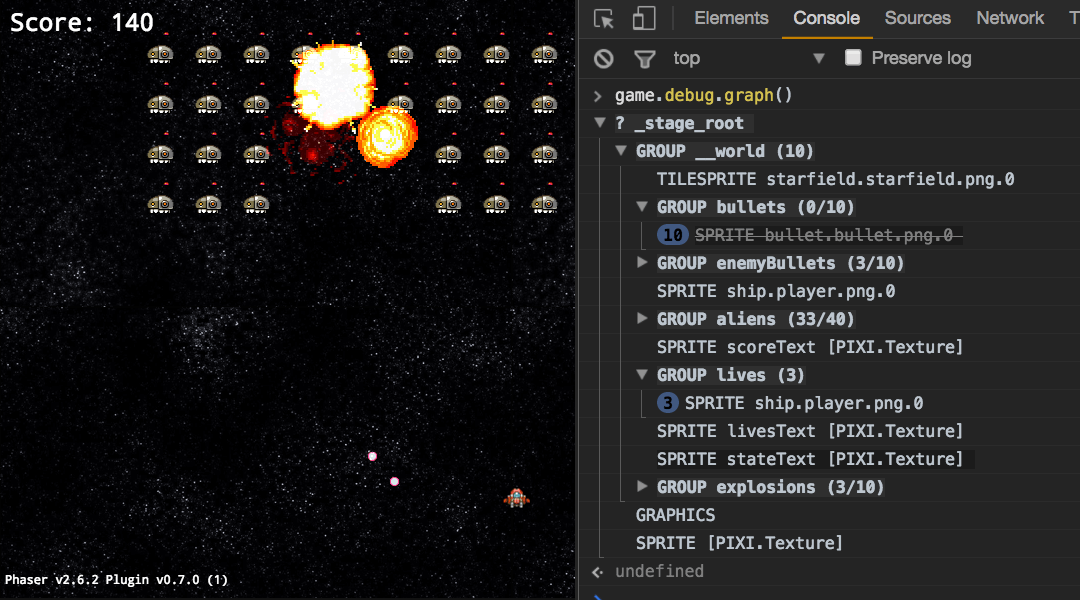 Score: 140
Phaser v2.6.2 Plugin v0.7.0 (1)
Elements Console Sources Network T
top Preserve log
game.debug.graph()
? _stage_root
GROUP __world (10)
TILESPRITE starfield.starfield.png.0
GROUP bullets (0/10)
10 SPRITE bullet.bullet.png.0
GROUP enemyBullets (3/10)
SPRITE ship.player.png.0
GROUP aliens (33/40)
SPRITE scoreText [PIXI.Texture]
GROUP lives (3)
3 SPRITE ship.player.png.0
SPRITE livesText [PIXI.Texture]
SPRITE stateText [PIXI.Texture]
GROUP explosions (3/10)
GRAPHICS
SPRITE [PIXI.Texture]
undefined